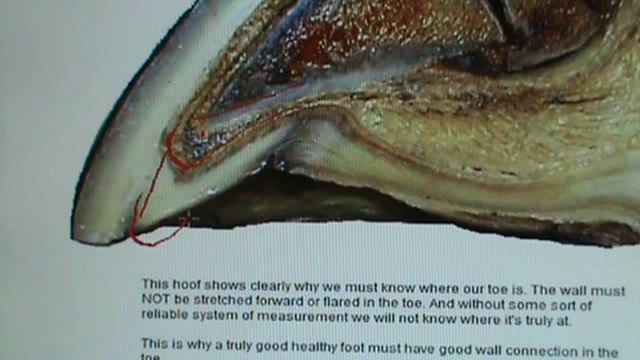 This hoof shows clearly why we must know where our toe is. The wall must
NOT be stretched forward or flared in the toe. And without some sort of
reliable system of measurement we will not know where it's truly at.
This is why a truly good healthy foot must have good wall connection in the
toe